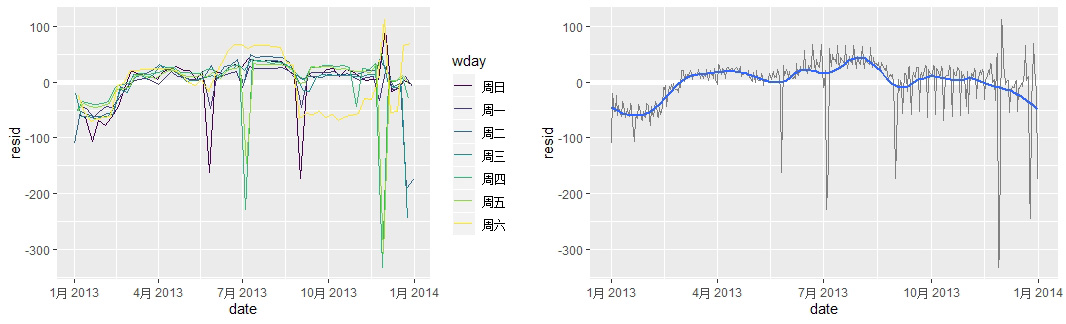 100
0
-100
-200
-300
resid
1月 2013
4月 2013
7月 2013
10月 2013
1月 2014
date
wday
周日
周一
周二
周三
周四
周五
周六
100
0
-100
-200
-300
resid
1月 2013
4月 2013
7月 2013
10月 2013
1月 2014
date